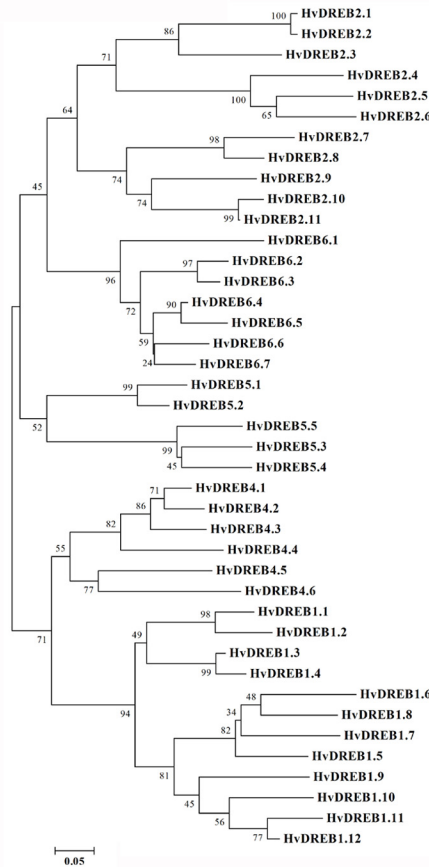 100
HvDREB2.1
HvDREB2.2
86
HvDREB2.3
71
HvDREB2.4
100
HvDREB2.5
65
HvDREB2.6
64
98
HvDREB2.7
HvDREB2.8
74
HvDREB2.9
74
HvDREB2.10
99
HvDREB2.11
45
HvDREB6.1
96
97
HvDREB6.2
HvDREB6.3
72
90
HvDREB6.4
HvDREB6.5
59
HvDREB6.6
24
HvDREB6.7
99
HvDREB5.1
HvDREB5.2
52
HvDREB5.5
99
HvDREB5.3
45
HvDREB5.4
71
HvDREB4.1
86
HvDREB4.2
82
HvDREB4.3
HvDREB4.4
55
HvDREB4.5
77
HvDREB4.6
71
98
HvDREB1.1
HvDREB1.2
49
HvDREB1.3
99
HvDREB1.4
94
48
HvDREB1.6
34
HvDREB1.8
82
HvDREB1.7
HvDREB1.5
81
HvDREB1.9
45
HvDREB1.10
56
HvDREB1.11
77
HvDREB1.12
0.05